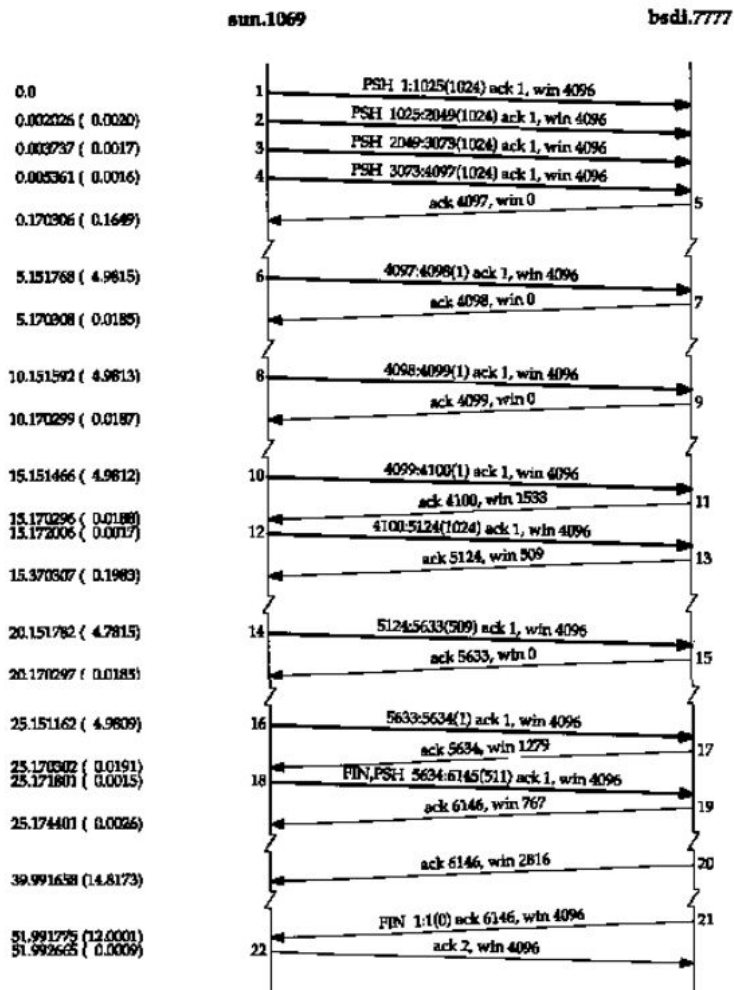 sun.1069 bsdi.7777
0.0 1 PSH 1:1025(1024) ack 1, win 4096
0.002026 ( 0.0020) 2 PSH 1025:2049(1024) ack 1, win 4096
0.003737 ( 0.0017) 3 PSH 2049:3073(1024) ack 1, win 4096
0.005361 ( 0.0016) 4 PSH 3073:4097(1024) ack 1, win 4096
ack 4097, win 0 5
0.170306 ( 0.1649)
5.151768 ( 4.9815) 6 4097:4098(1) ack 1, win 4096
ack 4098, win 0 7
5.170308 ( 0.0185)
10.151592 ( 4.9813) 8 4098:4099(1) ack 1, win 4096
ack 4099, win 0 9
10.170299 ( 0.0187)
15.151466 ( 4.9812) 10 4099:4100(1) ack 1, win 4096
ack 4100, win 1533 11
15.170296 ( 0.0188)
15.172006 ( 0.0017) 12 4100:5124(1024) ack 1, win 4096
ack 5124, win 509 13
15.370307 ( 0.1983)
20.151782 ( 4.7815) 14 5124:5633(509) ack 1, win 4096
ack 5633, win 0 15
20.170297 ( 0.0185)
25.151162 ( 4.9809) 16 5633:5634(1) ack 1, win 4096
ack 5634, win 1279 17
25.170302 ( 0.0191)
25.171801 ( 0.0015) 18 FIN,PSH 5634:6145(511) ack 1, win 4096
ack 6146, win 767 19
25.174401 ( 0.0026)
ack 6146, win 2816 20
39.991658 (14.8173)
FIN 1:1(0) ack 6146, win 4096 21
51.991775 (12.0001)
51.992665 ( 0.0009) 22 ack 2, win 4096